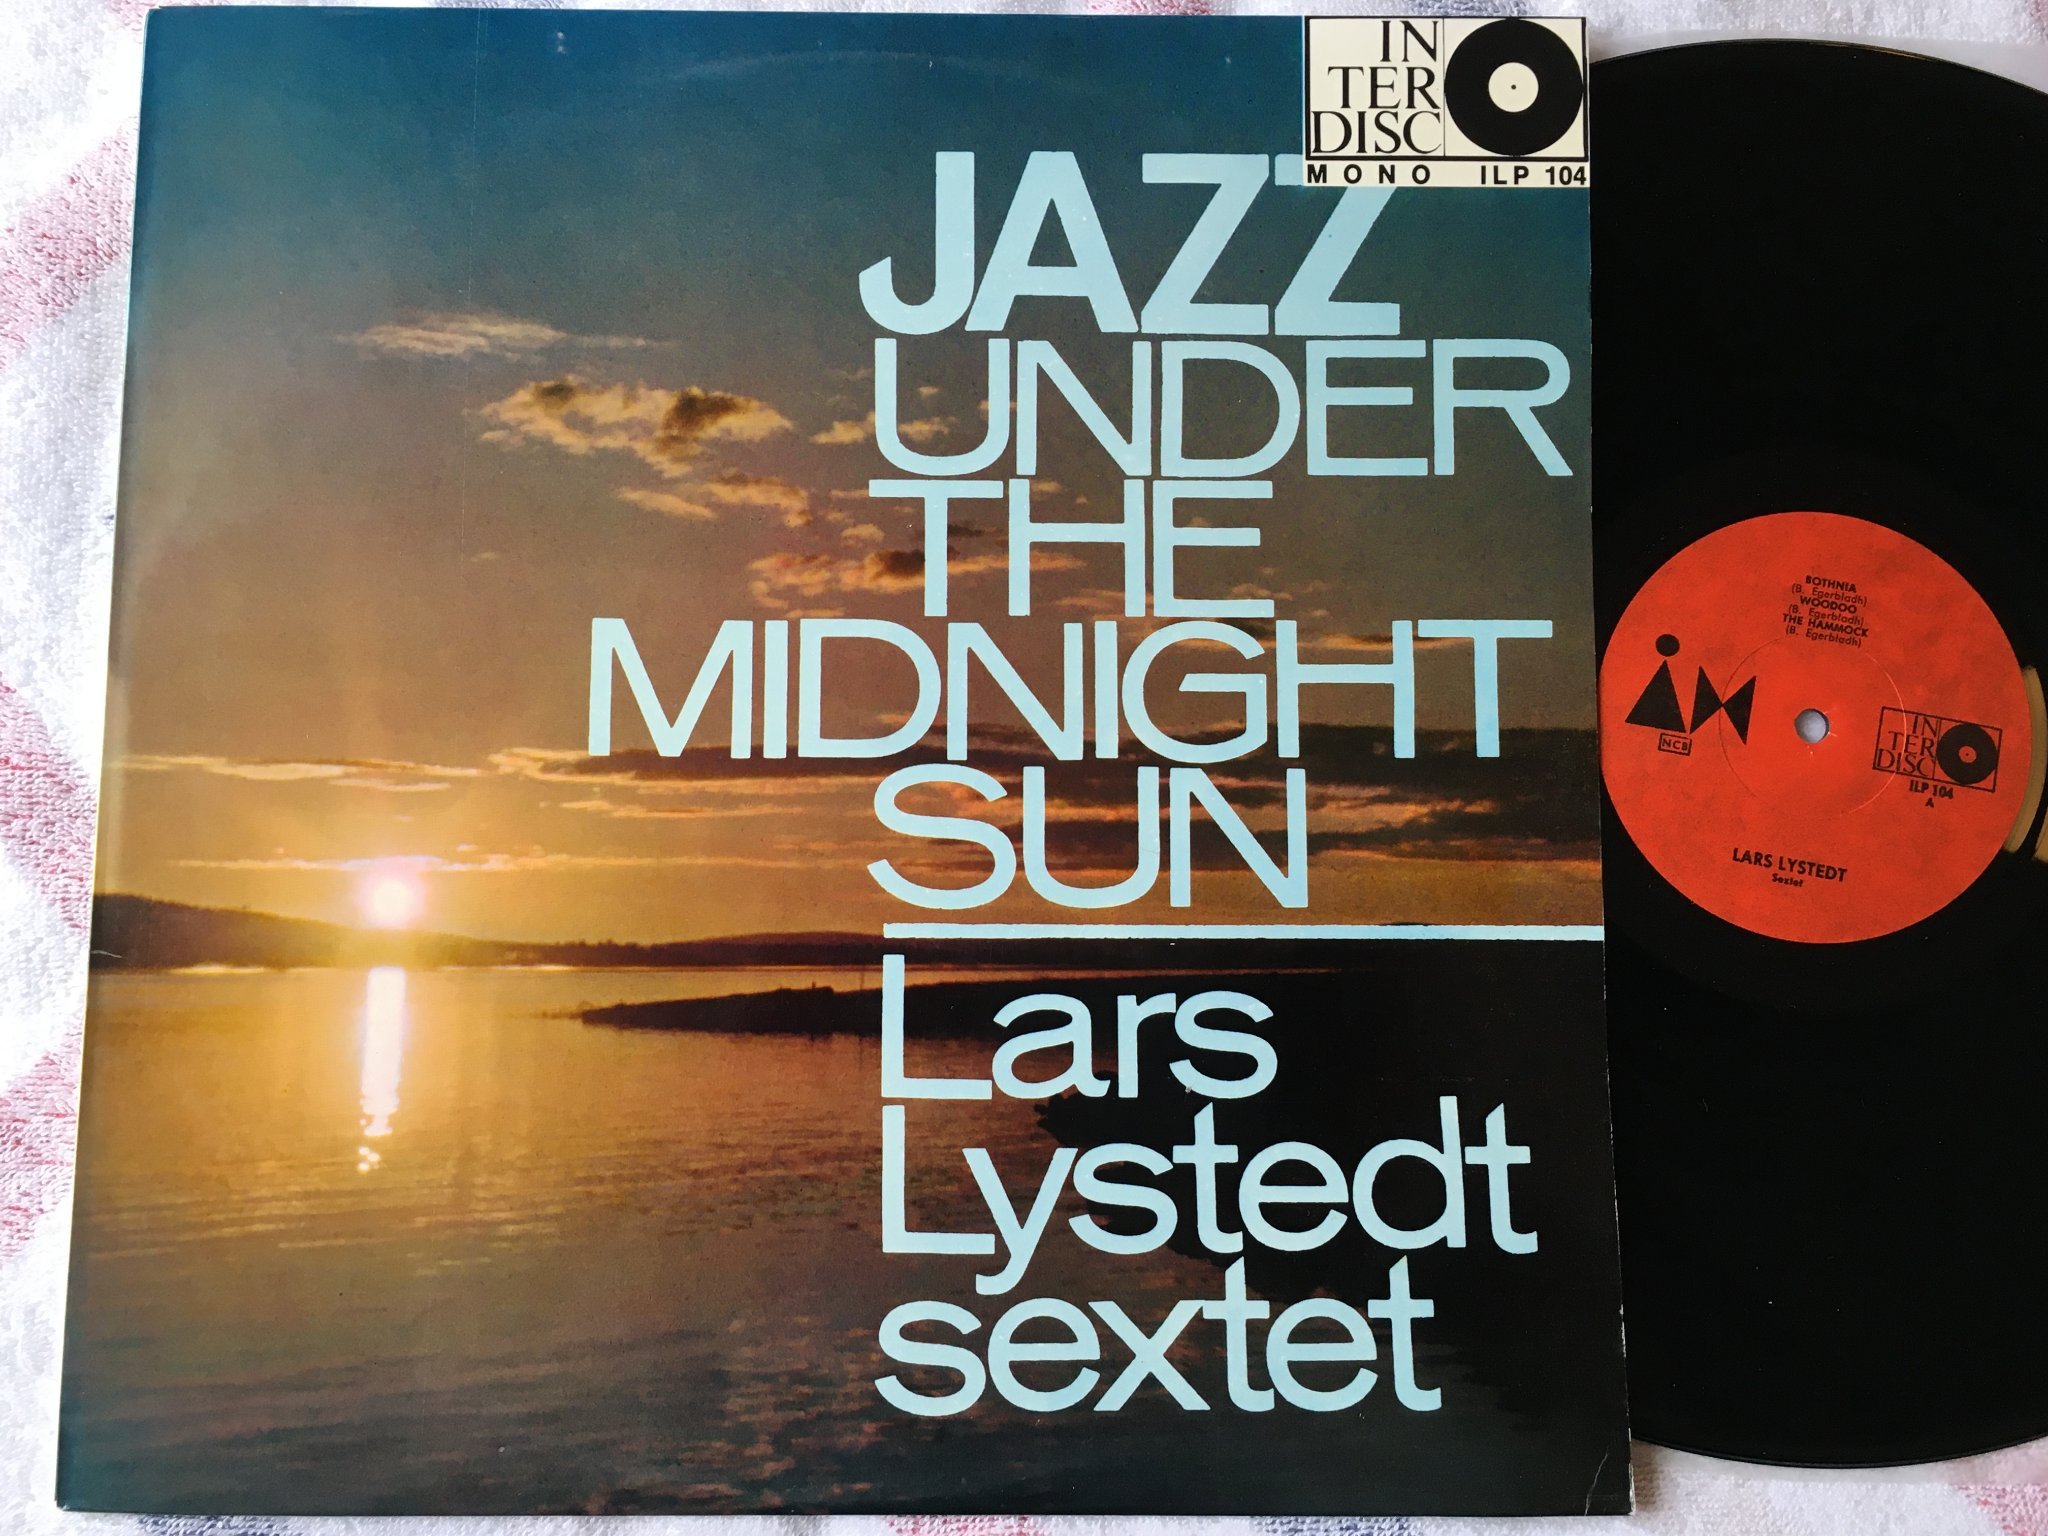 IN
TER
DISC
MONO ILP 104
JAZZ
UNDER
THE
MIDNIGHT
SUN
Lars
Lystedt
sextet
BOTHNIA
(B. Egerbladh)
WOODOO
(B. Egerbladh)
THE HAMMOCK
(B. Egerbladh)
ÅM
NCB
IN
TER
DISC
ILP 104
A
LARS LYSTEDT
Sextet